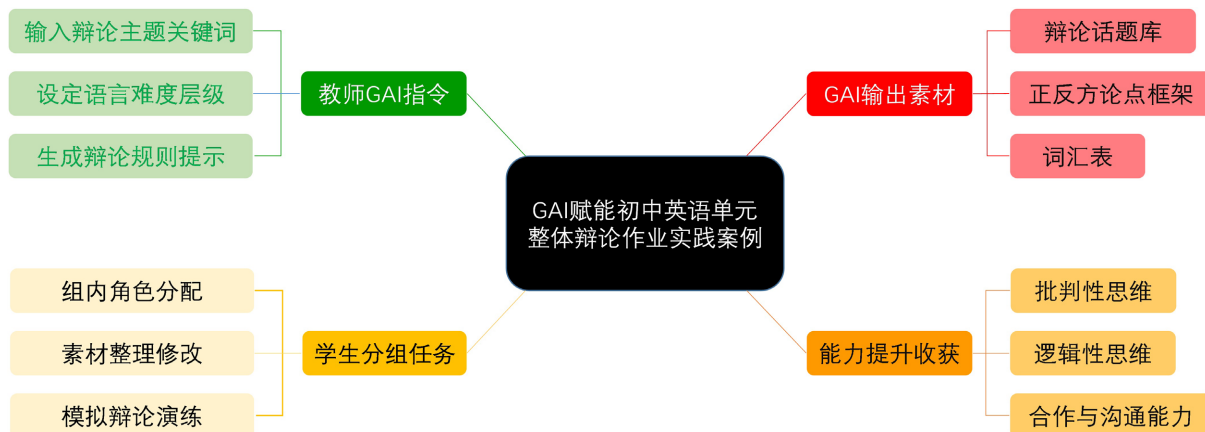 GAI赋能初中英语单元
整体辩论作业实践案例
教师GAI指令
输入辩论主题关键词
设定语言难度层级
生成辩论规则提示
GAI输出素材
辩论话题库
正反方论点框架
词汇表
学生分组任务
组内角色分配
素材整理修改
模拟辩论演练
能力提升收获
批判性思维
逻辑性思维
合作与沟通能力